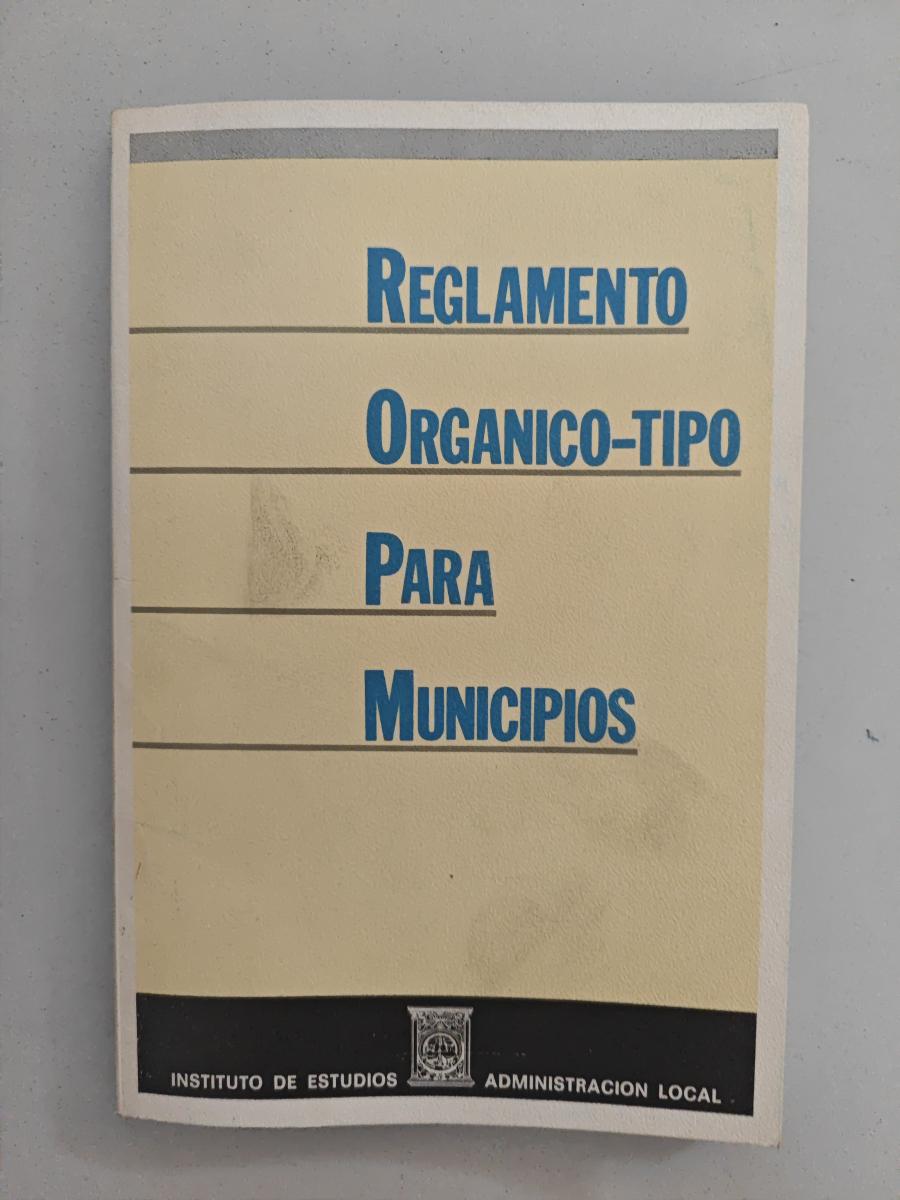 REGLAMENTO
ORGANICO-TIPO
PARA
MUNICIPIOS
INSTITUTO DE ESTUDIOS ADMINISTRACION LOCAL